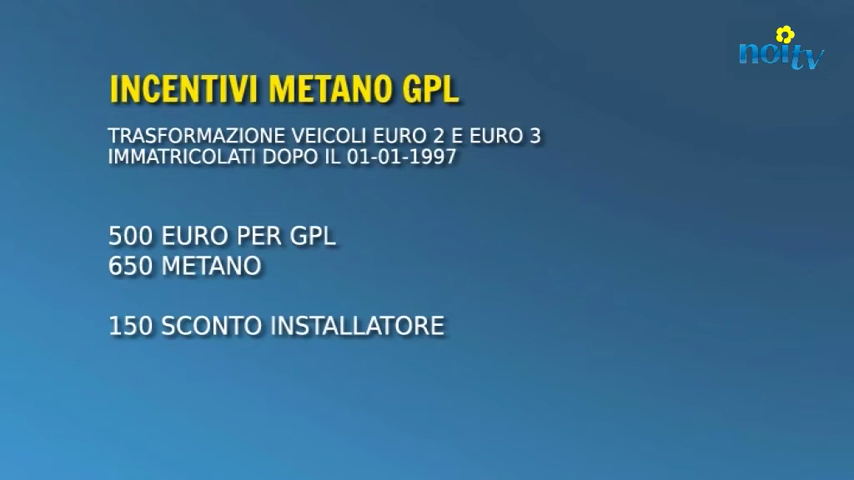 noitv
INCENTIVI METANO GPL
TRASFORMAZIONE VEICOLI EURO 2 E EURO 3
IMMATRICOLATI DOPO IL 01-01-1997
500 EURO PER GPL
650 METANO
150 SCONTO INSTALLATORE